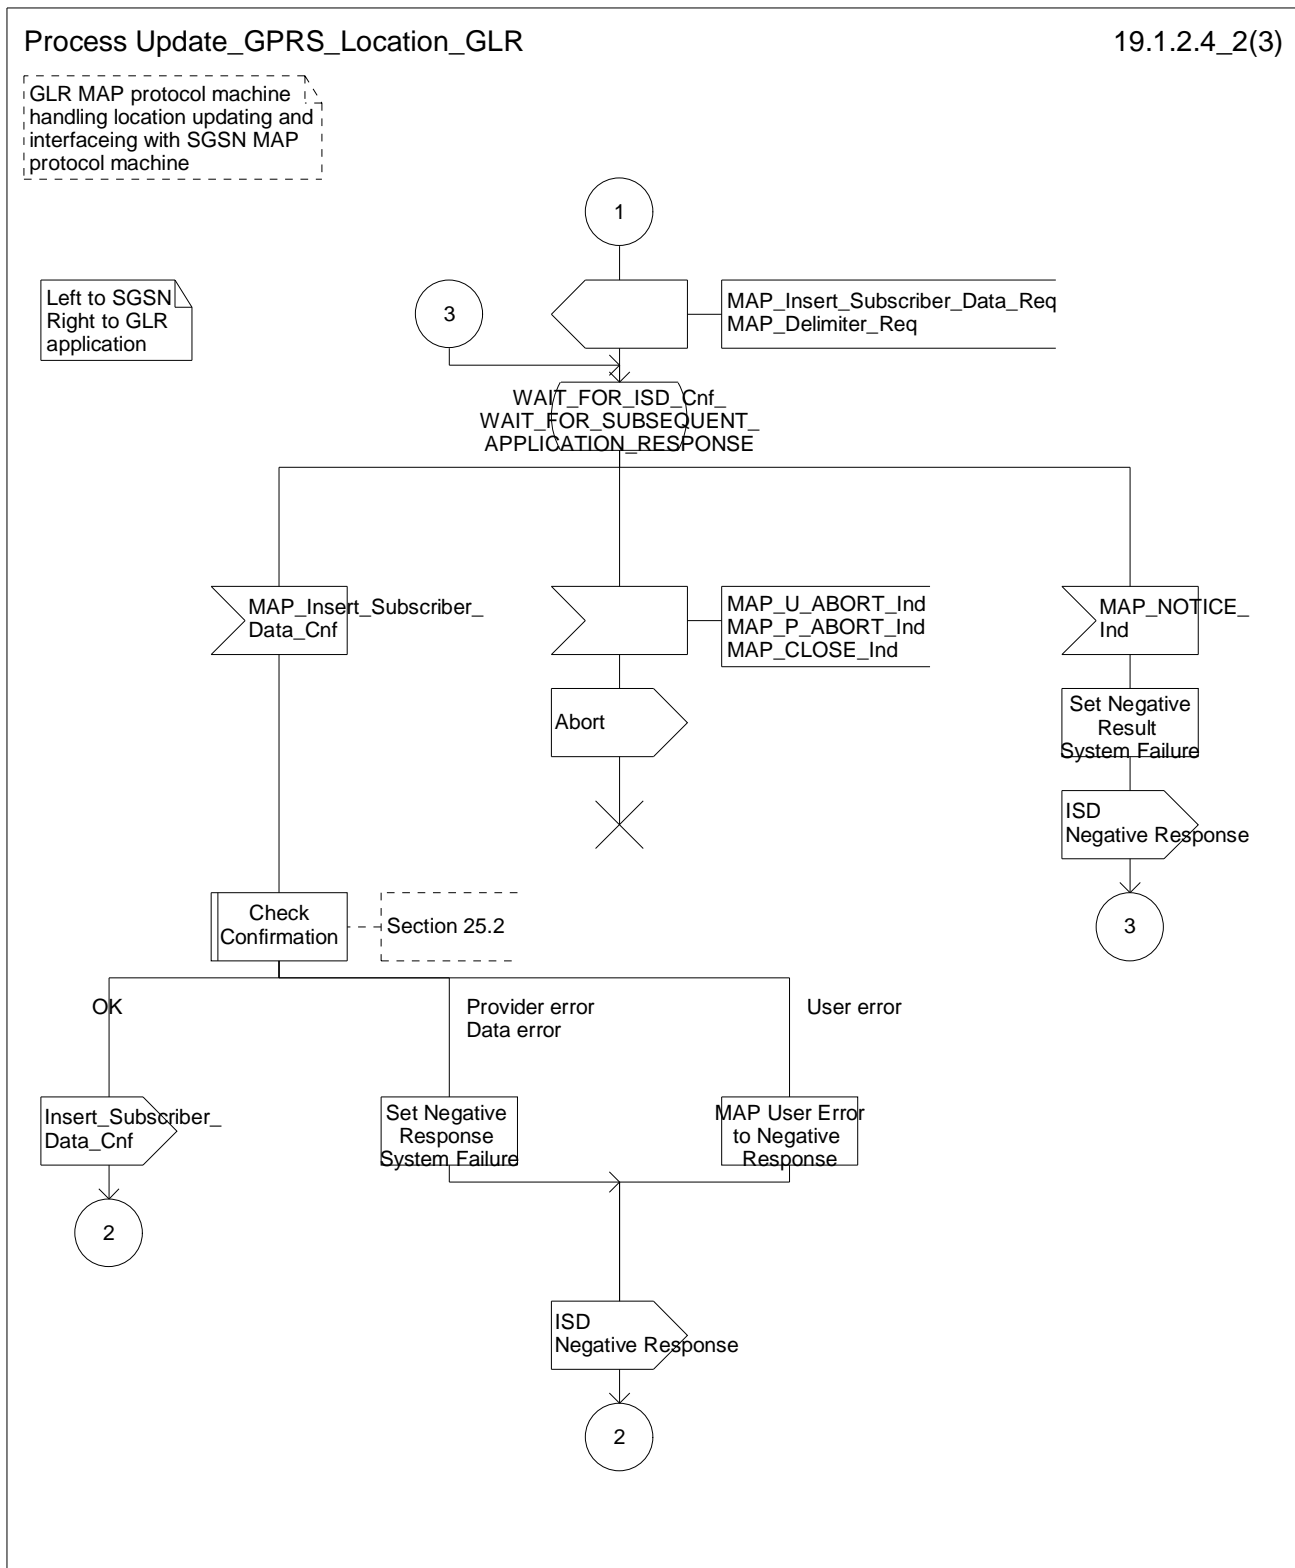 Process Update_GPRS_Location_GLR
19.1.2.4_2(3)
GLR MAP protocol machine
handling location updating and
interfaceing with SGSN MAP
protocol machine
1
Left to SGSN
Right to GLR
application
3
MAP_Insert_Subscriber_Data_Req
MAP_Delimiter_Req
WAIT_FOR_ISD_Cnf_
WAIT_FOR_SUBSEQUENT_
APPLICATION_RESPONSE
MAP_Insert_Subscriber_
Data_Cnf
MAP_U_ABORT_Ind
MAP_P_ABORT_Ind
MAP_CLOSE_Ind
MAP_NOTICE_
Ind
Abort
Set Negative
Result
System Failure
ISD
Negative Response
3
Check
Confirmation
Section 25.2
OK
Provider error
Data error
User error
Insert_Subscriber_
Data_Cnf
Set Negative
Response
System Failure
MAP User Error
to Negative
Response
2
ISD
Negative Response
2